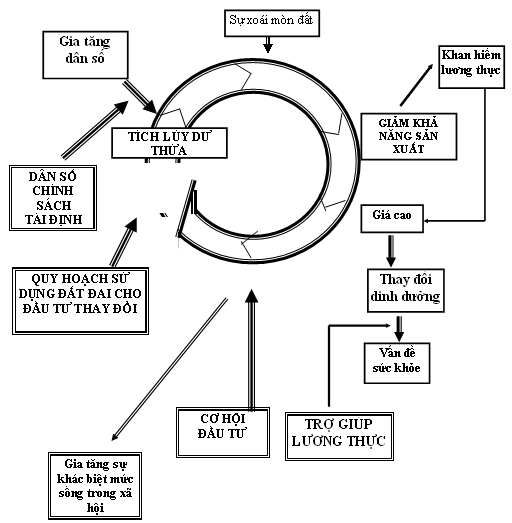 Sự xoái mòn đất
Gia tăng
dân số
Khan hiếm
lương thực
TÍCH LŨY DƯ
THỪA
GIẢM KHẢ
NĂNG SẢN
XUẤT
DÂN SỐ
CHÍNH
SÁCH
TÁI ĐỊNH
Giá cao
QUY HOẠCH SỬ
DỤNG ĐẤT ĐAI CHO
ĐẦU TƯ THAY ĐỔI
Thay đổi
dinh dưỡng
Vấn đề
sức khỏe
CƠ HỘI
ĐẦU TƯ
TRỢ GIÚP
LƯƠNG THỰC
Gia tăng sự
khác biệt mức
sống trong xã
hội